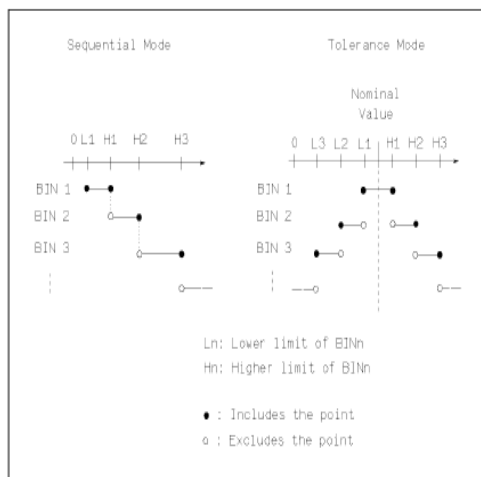 Sequential Mode
Tolerance Mode
Nominal
Value
0 L1 H1 H2 H3
0 L3 L2 L1 H1 H2 H3
BIN 1
BIN 2
BIN 3
BIN 1
BIN 2
BIN 3
Ln: Lower limit of BINn
Hn: Higher limit of BINn
● : Includes the point
○ : Excludes the point